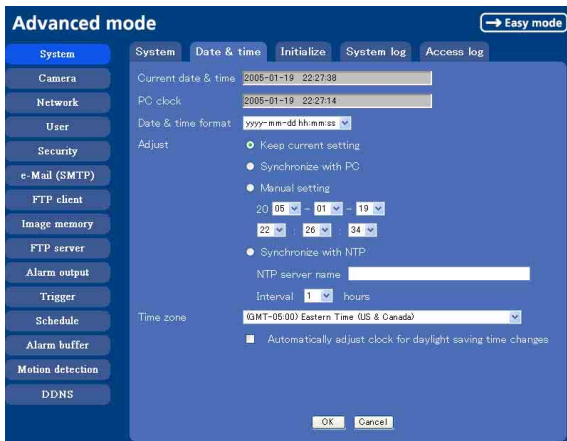 Advanced mode
→ Easy mode
System
Camera
Network
User
Security
e-Mail (SMTP)
FTP client
Image memory
FTP server
Alarm output
Trigger
Schedule
Alarm buffer
Motion detection
DDNS
System Date & time Initialize System log Access log
Current date & time 2005-01-19 22:27:38
PC clock 2005-01-19 22:27:14
Date & time format yyyy-mm-dd hh:mm:ss
Adjust Keep current setting
Synchronize with PC
Manual setting
20 05 - 01 - 19
22 : 26 : 34
Synchronize with NTP
NTP server name
Interval 1 hours
Time zone (GMT-05:00) Eastern Time (US & Canada)
Automatically adjust clock for daylight saving time changes
OK Cancel